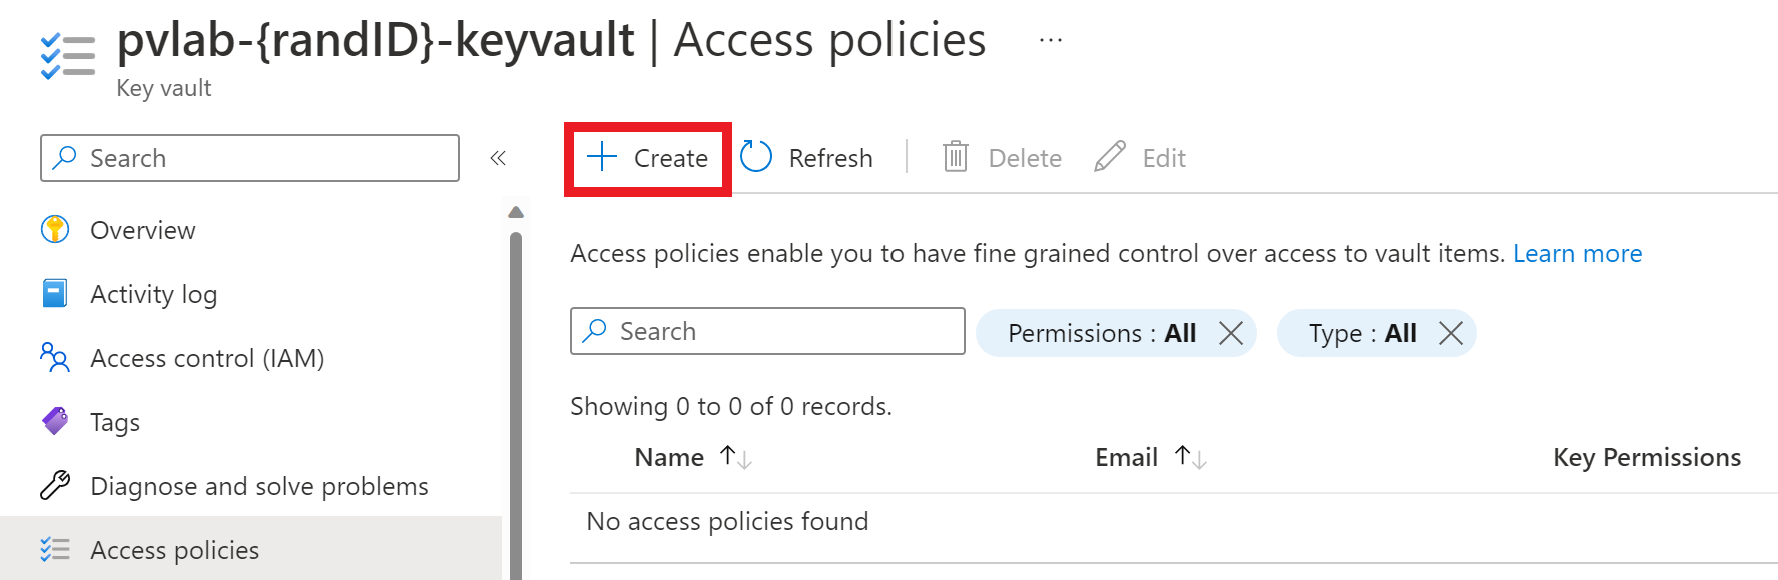 pvlab-{randID}-keyvault | Access policies ...
Key vault
Search «
Create Refresh Delete Edit
Overview
Activity log
Access control (IAM)
Tags
Diagnose and solve problems
Access policies
Access policies enable you to have fine grained control over access to vault items. Learn more
Search Permissions : All Type : All
Showing 0 to 0 of 0 records.
Name ↑↓ Email ↑↓ Key Permissions
No access policies found